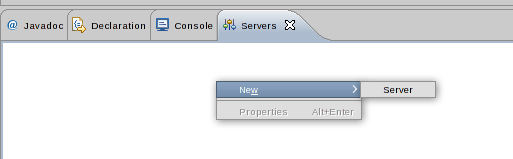 @ Javadoc Declaration Console Servers
New Server
Properties Alt+Enter